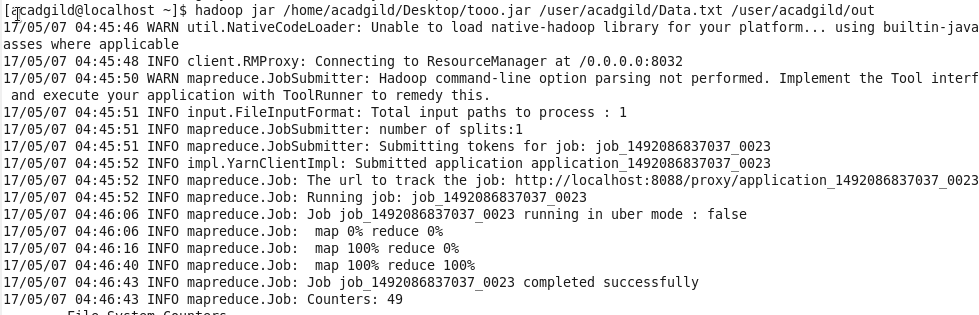 [acadgild@localhost ~]$ hadoop jar /home/acadgild/Desktop/tooo.jar /user/acadgild/Data.txt /user/acadgild/out
17/05/07 04:45:46 WARN util.NativeCodeLoader: Unable to load native-hadoop library for your platform... using builtin-java
asses where applicable
17/05/07 04:45:48 INFO client.RMProxy: Connecting to ResourceManager at /0.0.0.0:8032
17/05/07 04:45:50 WARN mapreduce.JobSubmitter: Hadoop command-line option parsing not performed. Implement the Tool interf
 and execute your application with ToolRunner to remedy this.
17/05/07 04:45:51 INFO input.FileInputFormat: Total input paths to process : 1
17/05/07 04:45:51 INFO mapreduce.JobSubmitter: number of splits:1
17/05/07 04:45:51 INFO mapreduce.JobSubmitter: Submitting tokens for job: job_1492086837037_0023
17/05/07 04:45:52 INFO impl.YarnClientImpl: Submitted application application_1492086837037_0023
17/05/07 04:45:52 INFO mapreduce.Job: The url to track the job: http://localhost:8088/proxy/application_1492086837037_0023
17/05/07 04:45:52 INFO mapreduce.Job: Running job: job_1492086837037_0023
17/05/07 04:46:06 INFO mapreduce.Job: Job job_1492086837037_0023 running in uber mode : false
17/05/07 04:46:06 INFO mapreduce.Job:  map 0% reduce 0%
17/05/07 04:46:16 INFO mapreduce.Job:  map 100% reduce 0%
17/05/07 04:46:40 INFO mapreduce.Job:  map 100% reduce 100%
17/05/07 04:46:43 INFO mapreduce.Job: Job job_1492086837037_0023 completed successfully
17/05/07 04:46:43 INFO mapreduce.Job: Counters: 49
File System Counters